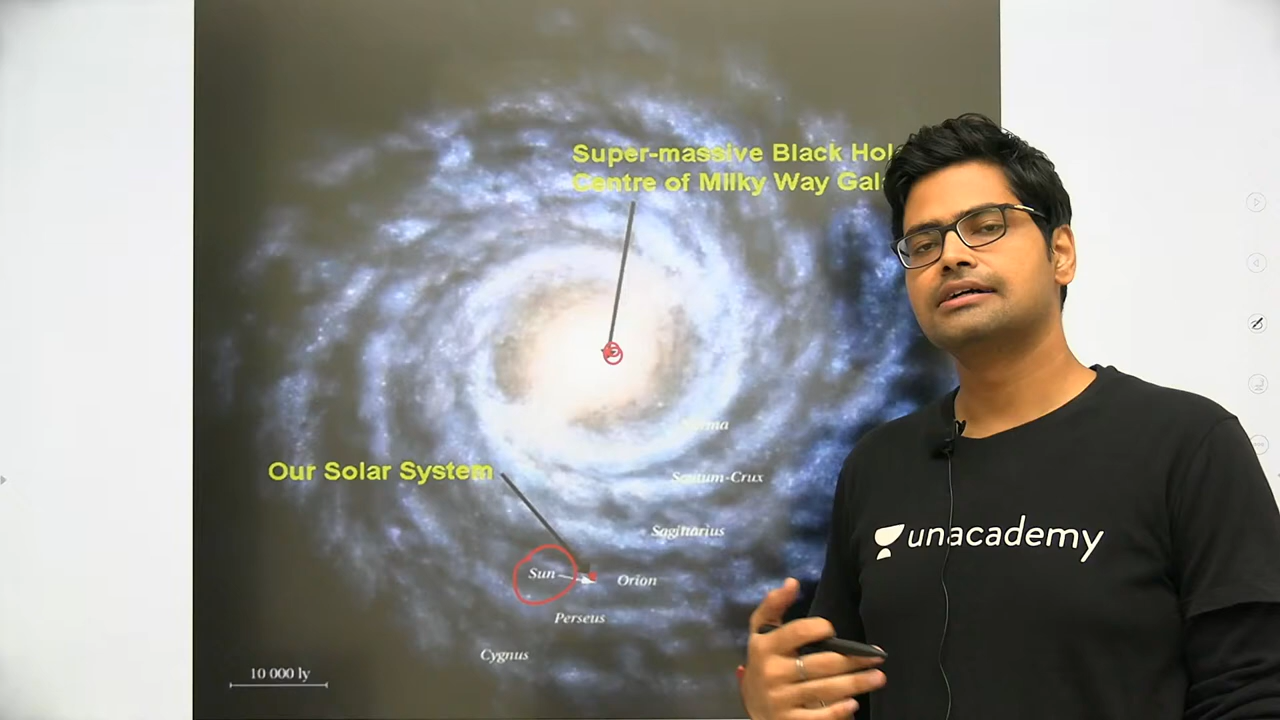 Super-massive Black Hol
Centre of Milky Way Gal
rma
Scutum-Crux
Our Solar System
Sagittarius
unacademy
Sun
Orion
Perseus
Cygnus
10 000 ly